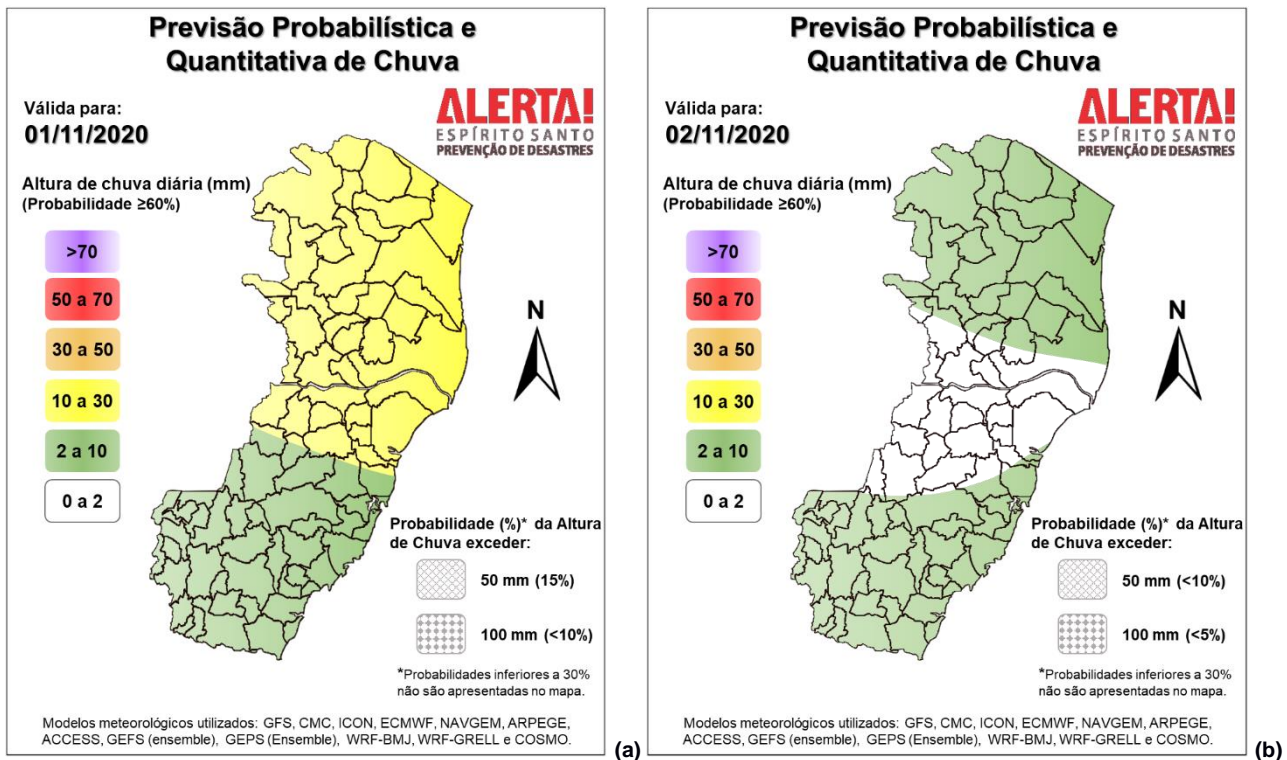 Previsão Probabilística e
Quantitativa de Chuva
Válida para:
01/11/2020
ALERTA!
ESPÍRITO SANTO
PREVENÇÃO DE DESASTRES
Altura de chuva diária (mm)
(Probabilidade ≥60%)
>70
50 a 70
30 a 50
10 a 30
2 a 10
0 a 2
N
Probabilidade (%)* da Altura
de Chuva exceder:
50 mm (15%)
100 mm (<10%)
*Probabilidades inferiores a 30%
não são apresentadas no mapa.
Modelos meteorológicos utilizados: GFS, CMC, ICON, ECMWF, NAVGEM, ARPEGE,
ACCESS, GEFS (ensemble), GEPS (Ensemble), WRF-BMJ, WRF-GRELL e COSMO.
(a)
Previsão Probabilística e
Quantitativa de Chuva
Válida para:
02/11/2020
ALERTA!
ESPÍRITO SANTO
PREVENÇÃO DE DESASTRES
Altura de chuva diária (mm)
(Probabilidade ≥60%)
>70
50 a 70
30 a 50
10 a 30
2 a 10
0 a 2
N
Probabilidade (%)* da Altura
de Chuva exceder:
50 mm (<10%)
100 mm (<5%)
*Probabilidades inferiores a 30%
não são apresentadas no mapa.
Modelos meteorológicos utilizados: GFS, CMC, ICON, ECMWF, NAVGEM, ARPEGE,
ACCESS, GEFS (ensemble), GEPS (Ensemble), WRF-BMJ, WRF-GRELL e COSMO.
(b)